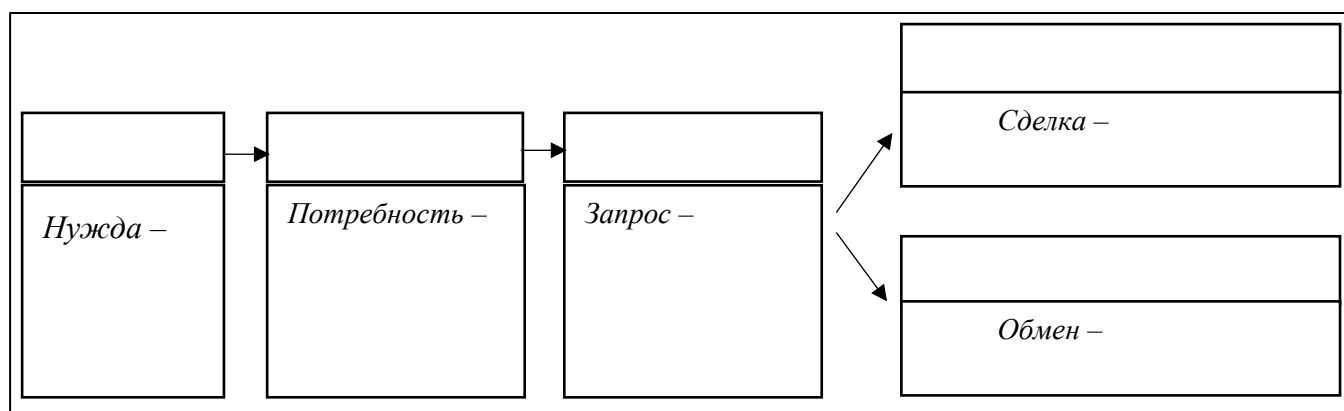 Сделка –
Нужда –
Потребность –
Запрос –
Обмен –